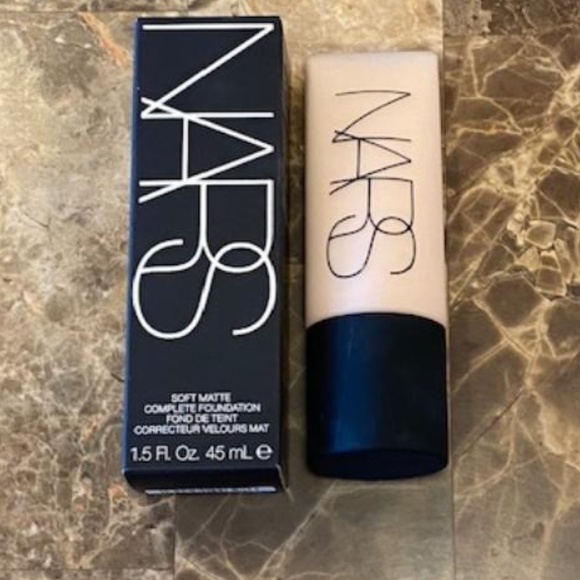 NARS
SOFT MATTE
COMPLETE FOUNDATION
FOND DE TEINT
CORRECTEUR VELOURS MAT
1.5 Fl. Oz. 45 mL ℮
NARS